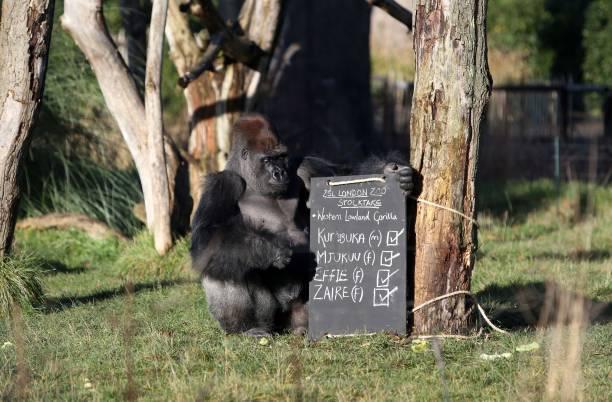 ZSL LONDON ZOO
STOCKTAKE
• Western Lowland Gorilla
KUMBUKA (m) ☑
MJUKUU (f) ☑
EFFIE (f) ☑
ZAIRE (f) ☑